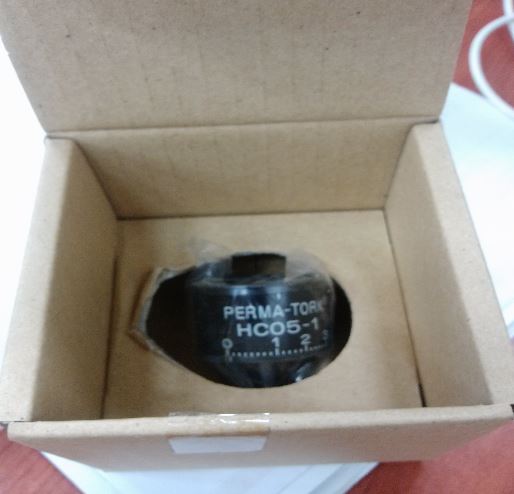 PERMA-TORK
HC05-1
0 1 2 3